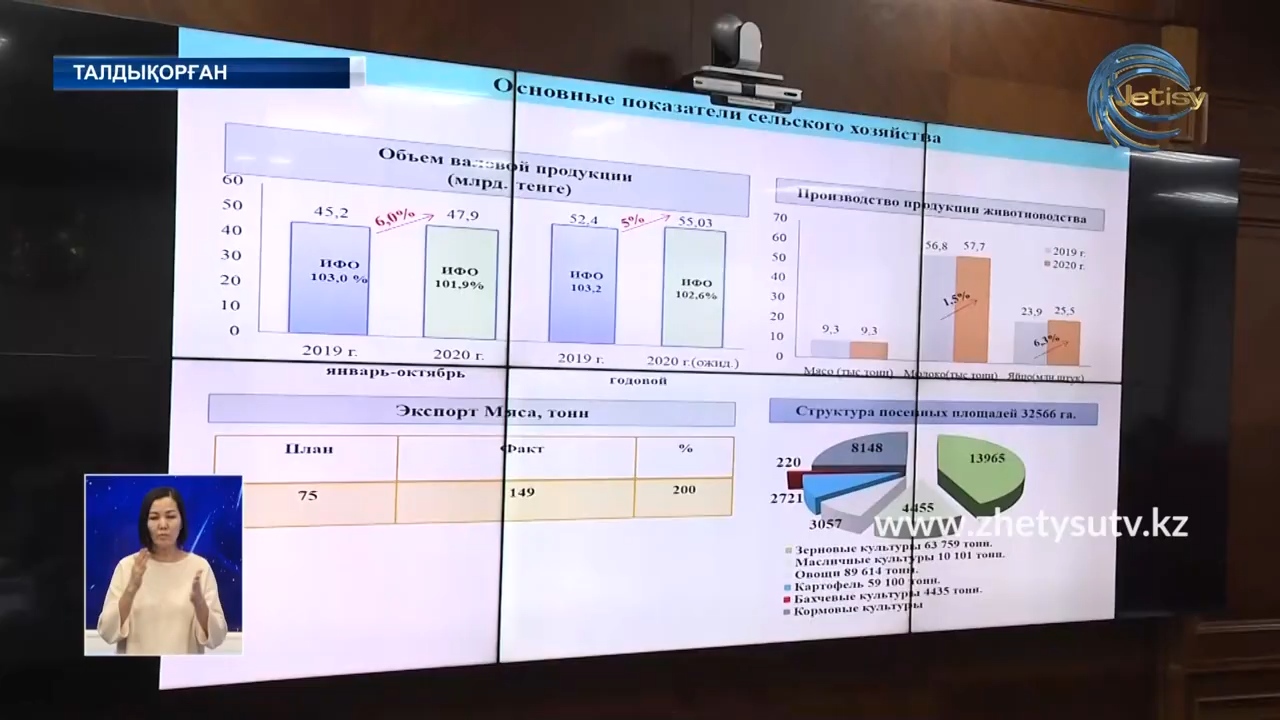 ТАЛДЫҚОРҒАН
Jetisý
Основные показатели сельского хозяйства
Объем валовой продукции
(млрд. тенге)
60
50
40
30
20
10
0
45,2
6,0%
47,9
52,4
5%
55,03
ИФО
103,0 %
ИФО
101,9%
ИФО
103,2
ИФО
102,6%
2019 г.
2020 г.
2019 г.
2020 г.(ожид.)
январь-октябрь
годовой
Производство продукции животноводства
70
60
50
40
30
20
10
0
2019 г.
2020 г.
9,3
9,3
56,8
57,7
1,5%
23,9
25,5
6,3%
Мясо (тыс.тонн)
Молоко(тыс тонн)
Яйцо(млн штук)
Экспорт Мяса, тонн
План
Факт
%
75
149
200
Структура посевных площадей 32566 га.
8148
13965
220
2721
3057
4455
www.zhetysutv.kz
Зерновые культуры 63 759 тонн.
Масличные культуры 10 101 тонн.
Овощи 89 614 тонн.
Картофель 59 100 тонн.
Бахчевые культуры 4435 тонн.
Кормовые культуры